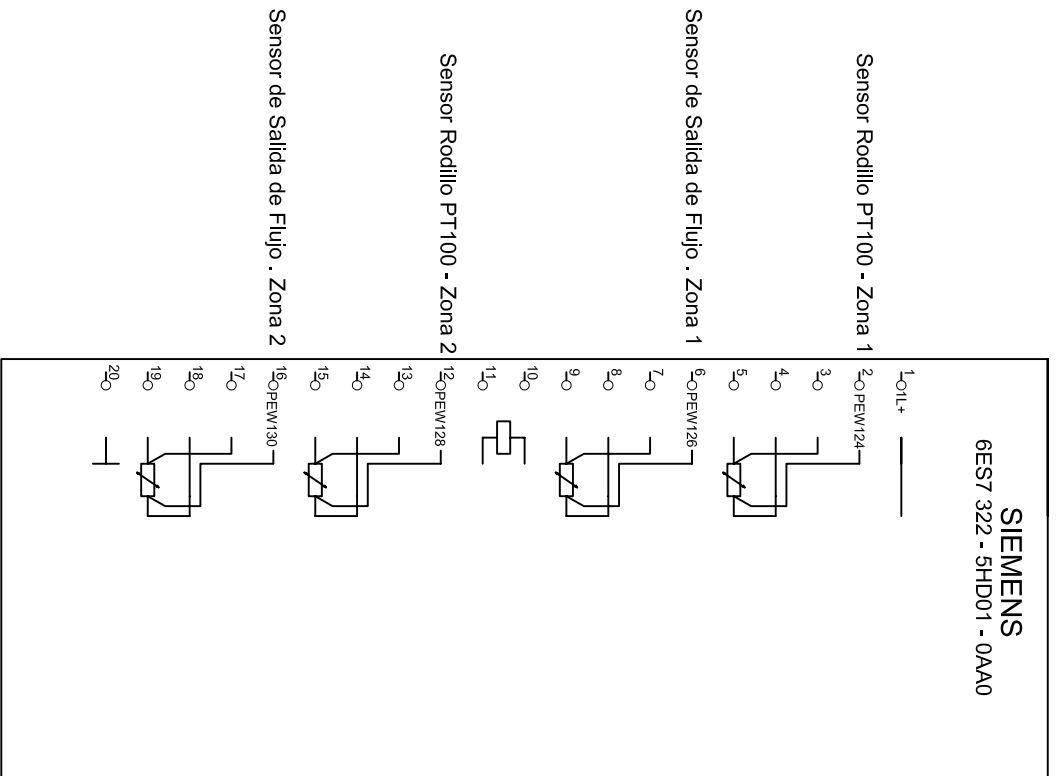 SIEMENS
6ES7 322 - 5HD01 - 0AA0
1 1L+
Sensor Rodillo PT100 - Zona 1
2 PEW124
3
4
5
Sensor de Salida de Flujo . Zona 1
6 PEW126
7
8
9
10
11
Sensor Rodillo PT100 - Zona 2
12 PEW128
13
14
15
Sensor de Salida de Flujo . Zona 2
16 PEW130
17
18
19
20